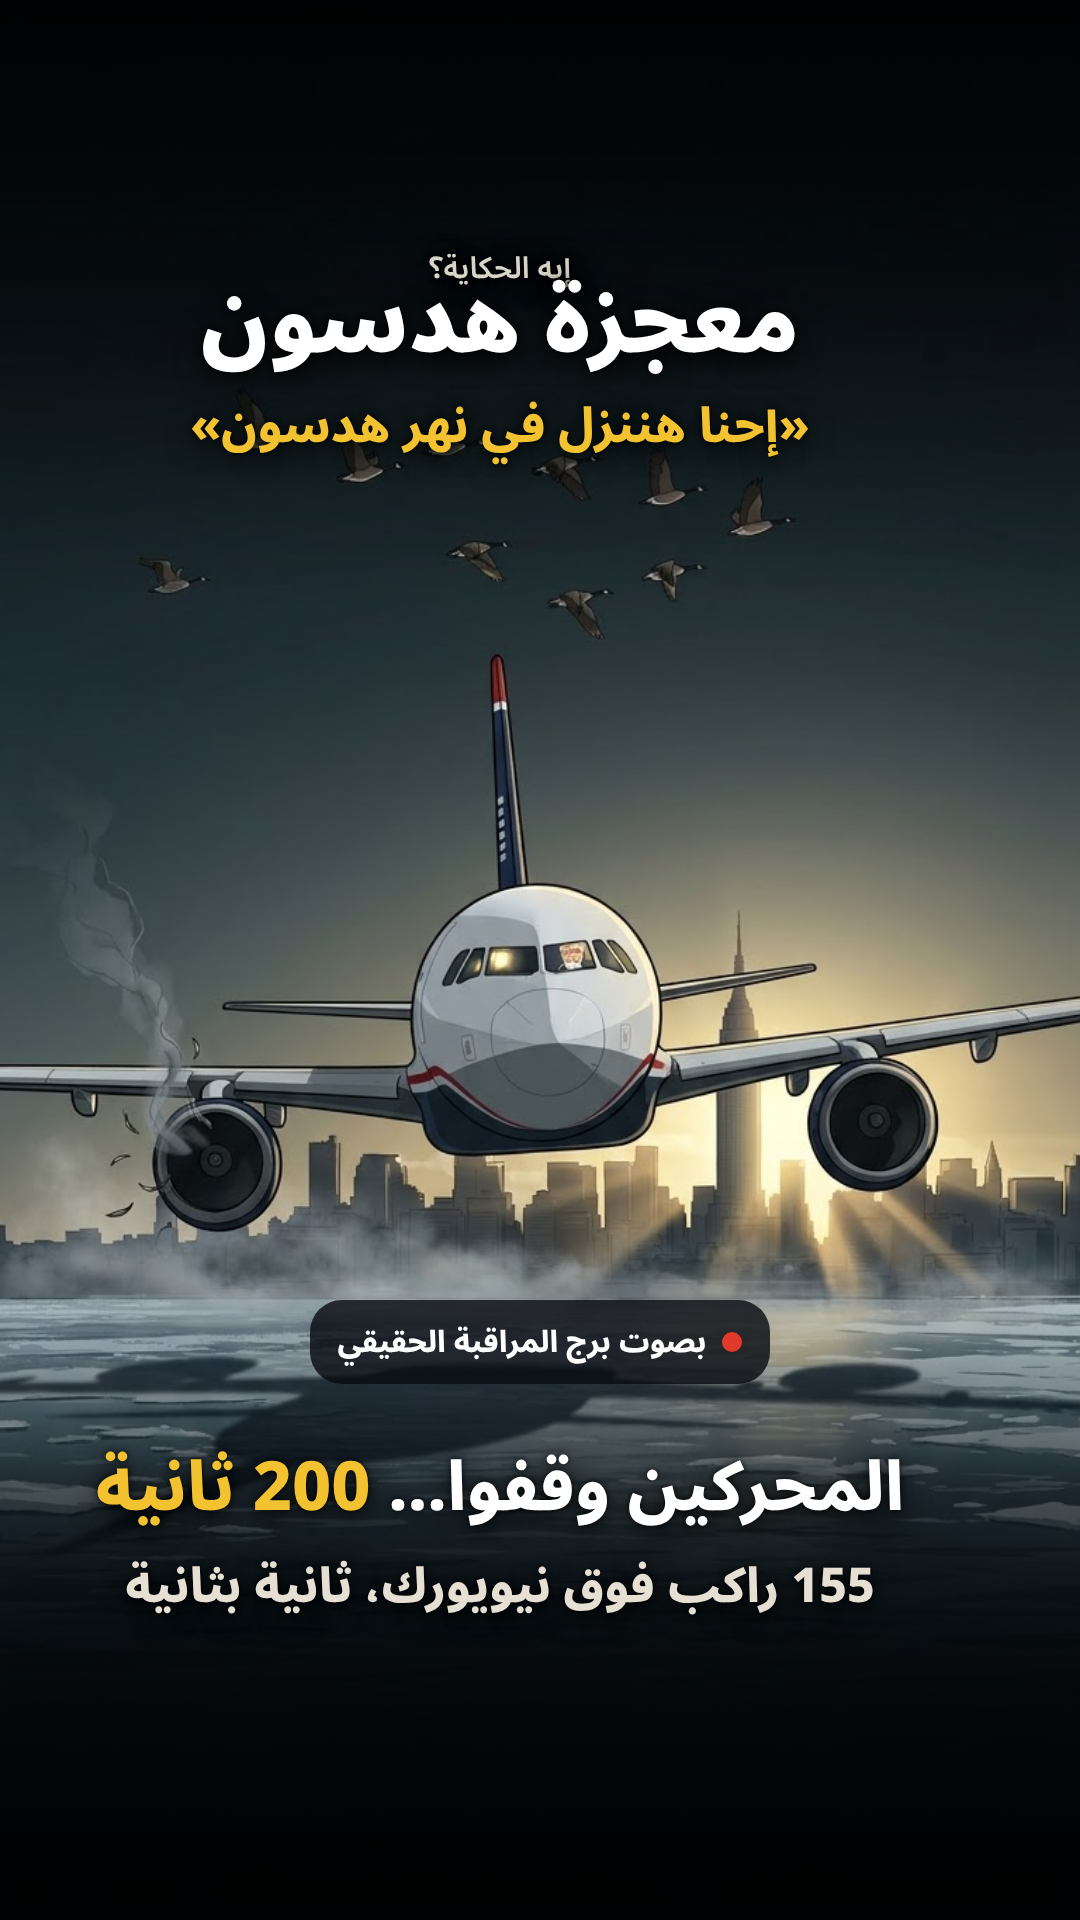 إيه الحكاية؟
معجزة هدسون
«إحنا هننزل في نهر هدسون»
بصوت برج المراقبة الحقيقي
المحركين وقفوا... 200 ثانية
155 راكب فوق نيويورك، ثانية بثانية